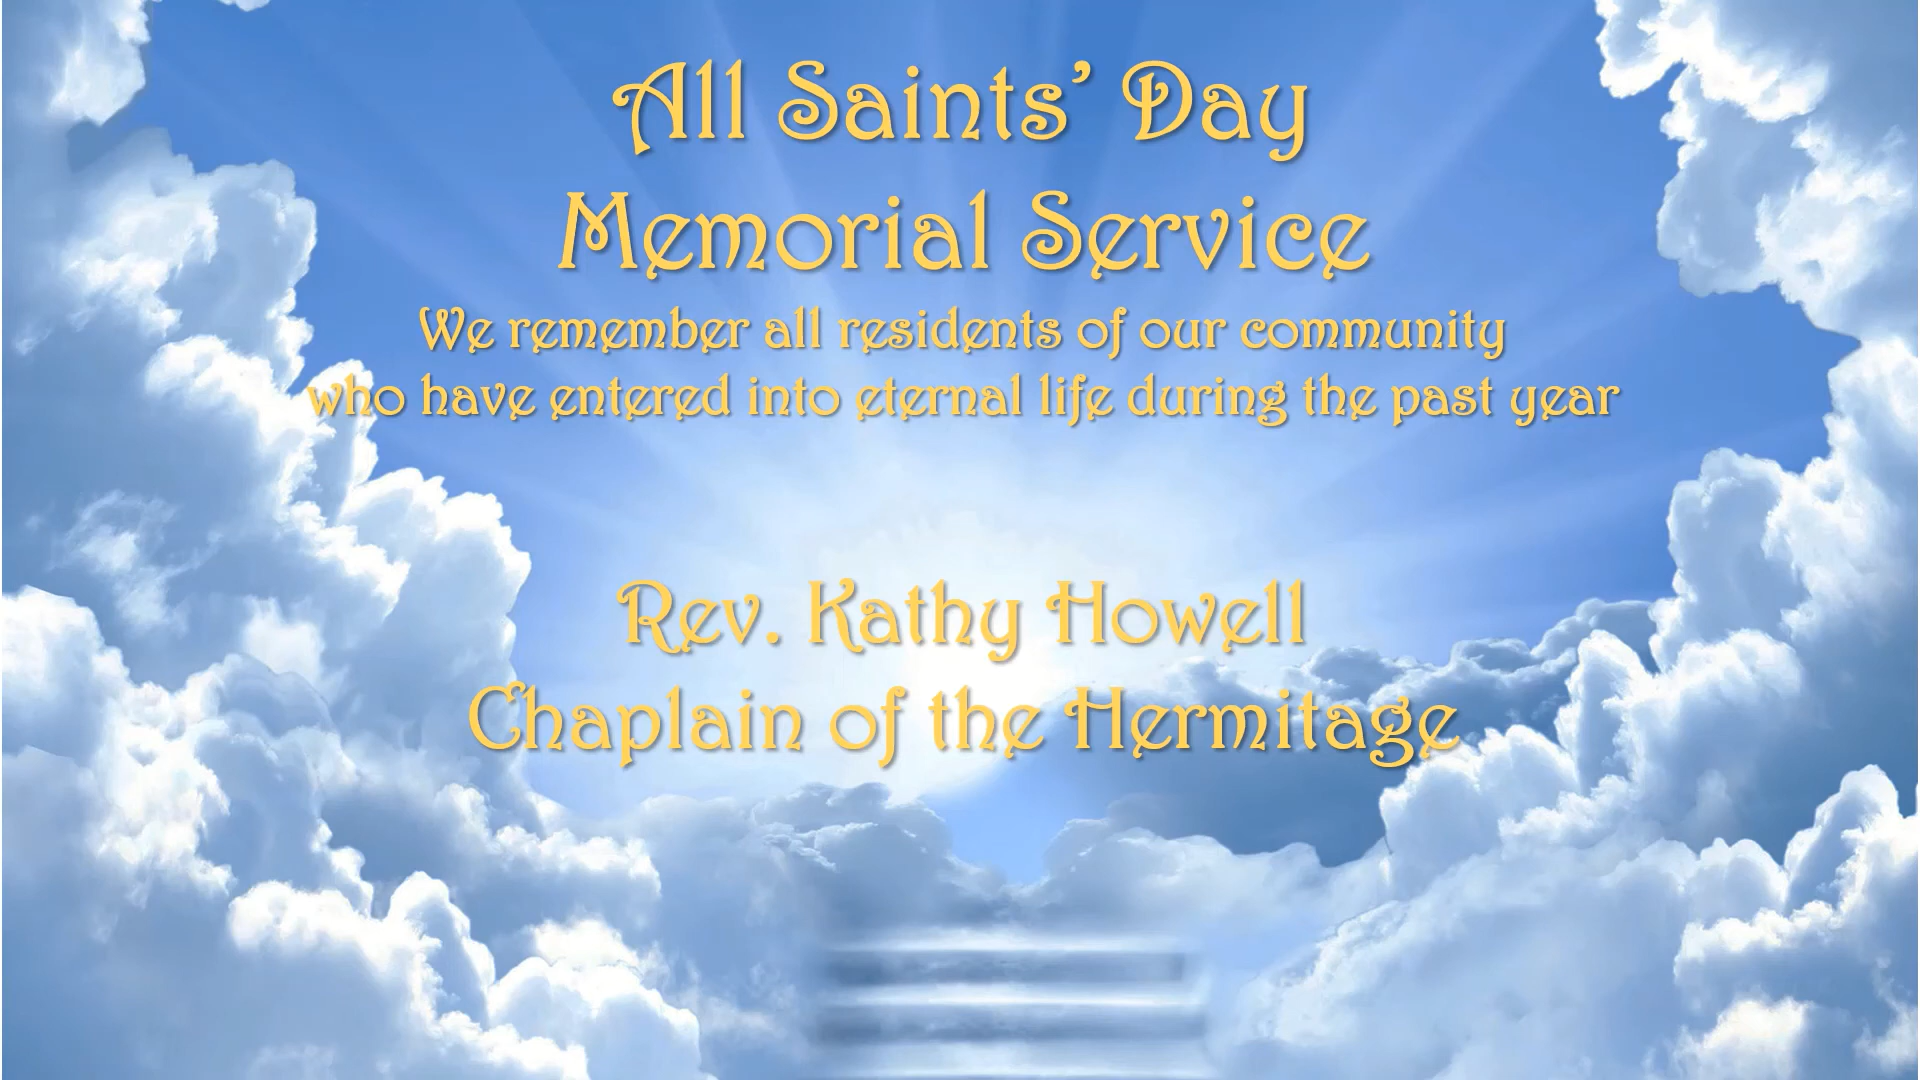 All Saints’ Day
Memorial Service
We remember all residents of our community
who have entered into eternal life during the past year
Rev. Kathy Howell
Chaplain of the Hermitage